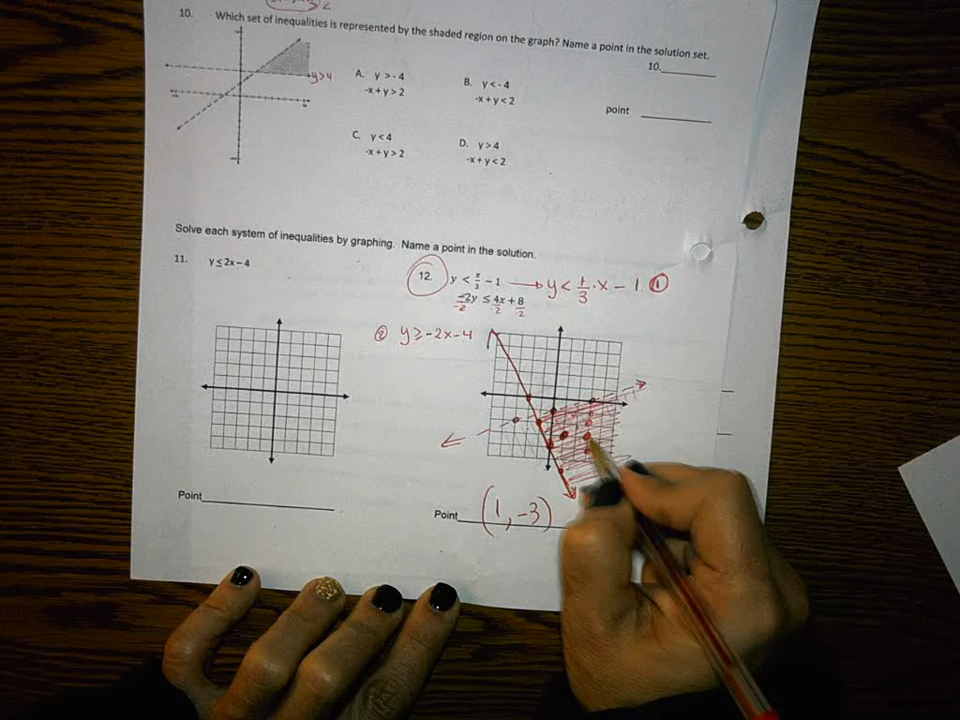 10. Which set of inequalities is represented by the shaded region on the graph? Name a point in the solution set.
10.
y>4
A. y > - 4
-x + y > 2
B. y < - 4
-x + y < 2
point
C. y < 4
-x + y > 2
D. y > 4
-x + y < 2
Solve each system of inequalities by graphing. Name a point in the solution.
11. y ≤ 2x – 4
12. y < x/3 – 1 → y < 1/3 · x – 1 ①
-2y ≤ 4x + 8
-2 -2 -2
② y ≥ -2x - 4
Point
Point (1, -3)